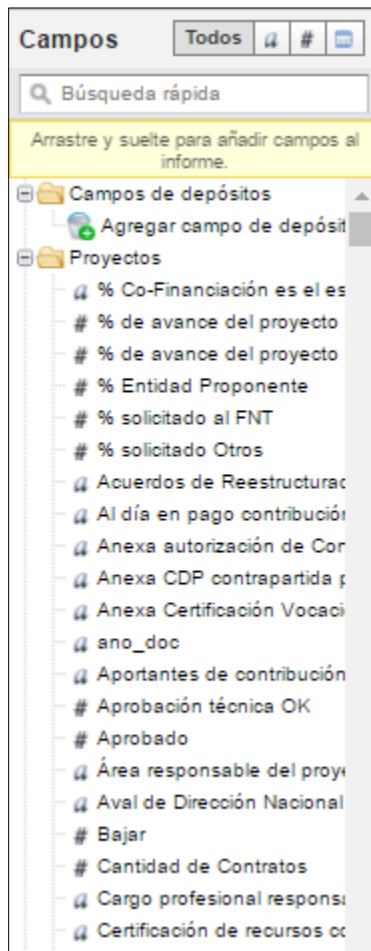 Campos
Todos a #
Búsqueda rápida
Arrastre y suelte para añadir campos al
informe.
Campos de depósitos
Agregar campo de depósit
Proyectos
a % Co-Financiación es el es
# % de avance del proyecto
# % de avance del proyecto
# % Entidad Proponente
# % solicitado al FNT
# % solicitado Otros
a Acuerdos de Reestructurac
a Al día en pago contribución
a Anexa autorización de Con
a Anexa CDP contrapartida p
a Anexa Certificación Vocaci
a ano_doc
a Aportantes de contribución
# Aprobación técnica OK
# Aprobado
a Área responsable del proye
a Aval de Dirección Nacional
# Bajar
# Cantidad de Contratos
a Cargo profesional responsa
a Certificación de recursos co